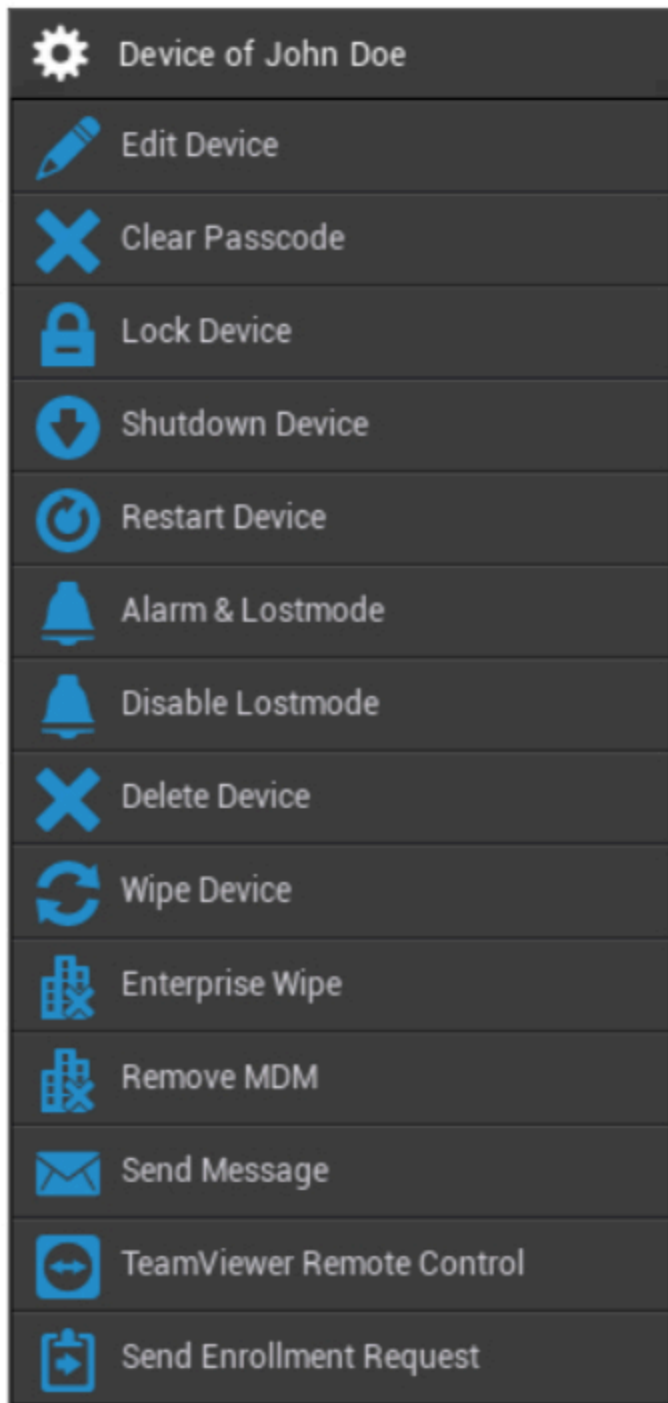 Device of John Doe
Edit Device
Clear Passcode
Lock Device
Shutdown Device
Restart Device
Alarm & Lostmode
Disable Lostmode
Delete Device
Wipe Device
Enterprise Wipe
Remove MDM
Send Message
TeamViewer Remote Control
Send Enrollment Request